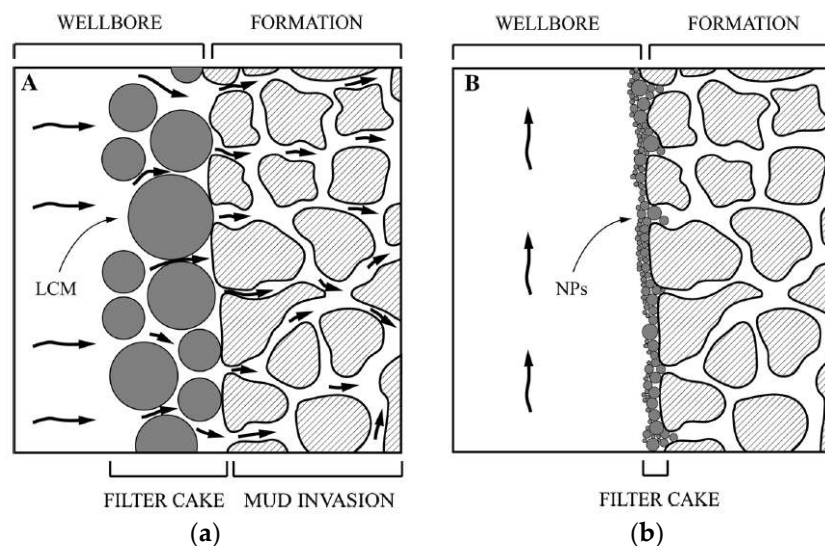 WELLBORE FORMATION
A
LCM
FILTER CAKE MUD INVASION
(a)
WELLBORE FORMATION
B
NPs
FILTER CAKE
(b)